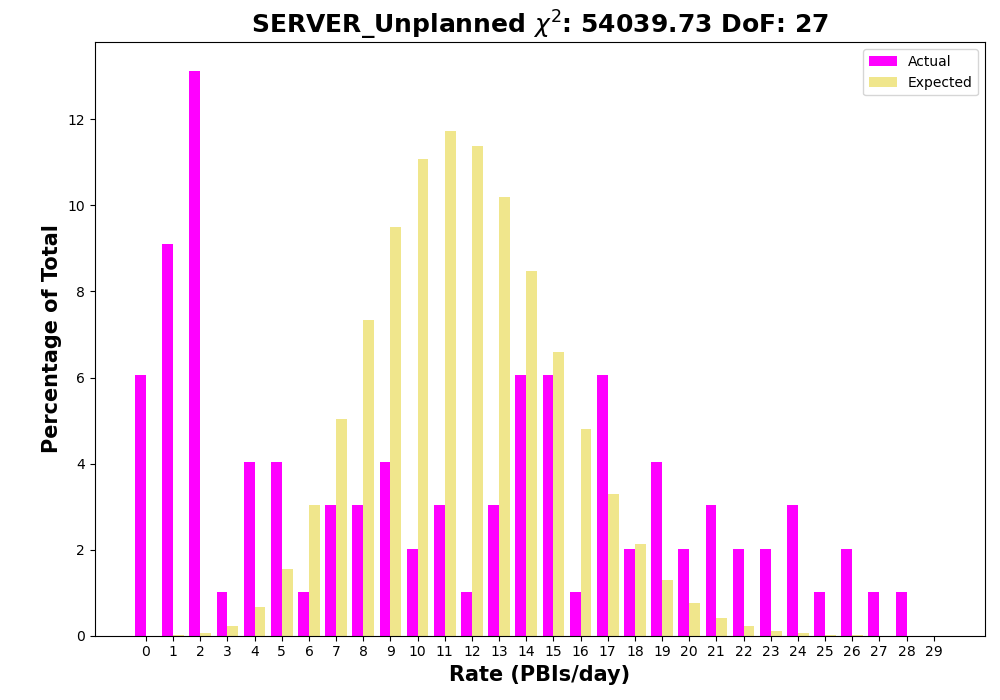 SERVER_Unplanned χ²: 54039.73 DoF: 27
Actual
Expected
Percentage of Total
12
10
8
6
4
2
0
0 1 2 3 4 5 6 7 8 9 10 11 12 13 14 15 16 17 18 19 20 21 22 23 24 25 26 27 28 29
Rate (PBIs/day)